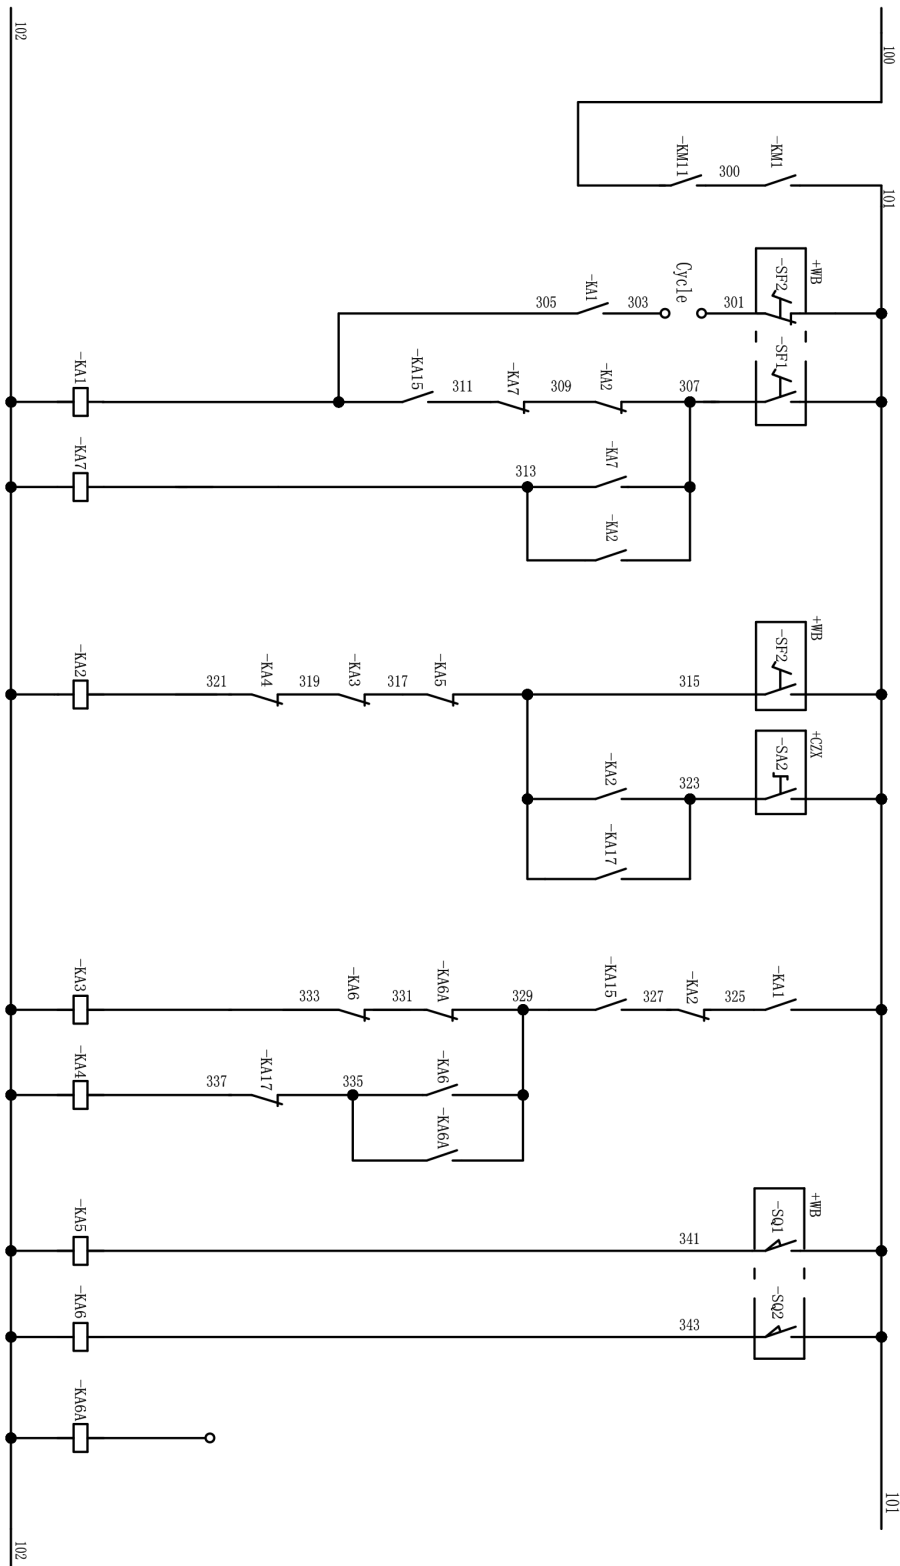 102
100
-KM11
300
-KM1
101
+WB
-SF2
301
Cycle
303
-KA1
305
-SF1
307
-KA2
309
-KA7
311
-KA15
-KA1
-KA7
313
-KA7
-KA2
+WB
-SF2
315
-KA5
317
-KA3
319
-KA4
321
-KA2
+CZX
-SA2
323
-KA2
-KA17
-KA1
325
-KA2
327
-KA15
329
-KA6A
331
-KA6
333
-KA3
-KA6
335
-KA17
337
-KA4
-KA6A
+WB
-SQ1
341
-KA5
-SQ2
343
-KA6
-KA6A
101
102